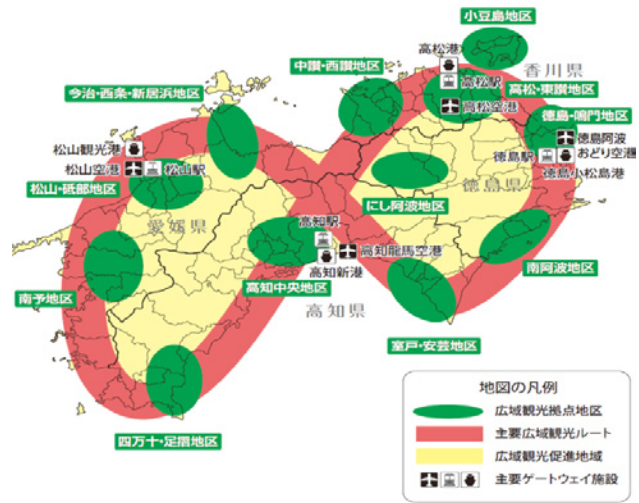 小豆島地区
高松港
香川県
中讃・西讃地区
高松駅
高松・東讃地区
今治・西条・新居浜地区
高松空港
徳島・鳴門地区
徳島阿波
おどり空港
松山観光港
徳島駅
松山空港
松山駅
徳島小松島港
松山・砥部地区
徳島県
にし阿波地区
愛媛県
高知駅
高知龍馬空港
南阿波地区
高知新港
南予地区
高知中央地区
高知県
室戸・安芸地区
四万十・足摺地区
地図の凡例
広域観光拠点地区
主要広域観光ルート
広域観光促進地域
主要ゲートウェイ施設